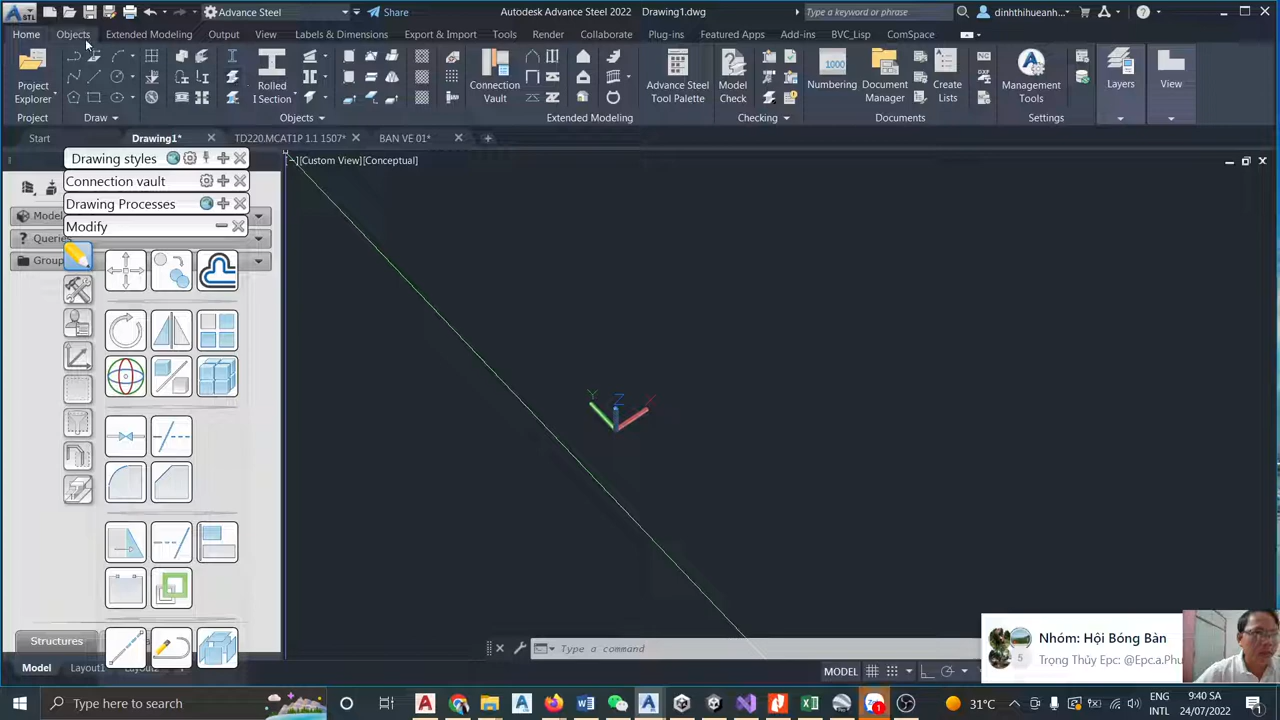 Advance Steel
Share
Autodesk Advance Steel 2022 Drawing1.dwg
Type a keyword or phrase
dinhthihueanh...
Home Objects Extended Modeling Output View Labels & Dimensions Export & Import Tools Render Collaborate Plug-ins Featured Apps Add-ins BVC_Lisp ComSpace
Project Explorer
Rolled I Section
Connection Vault
Advance Steel Tool Palette
Model Check
Numbering
Document Manager
Create Lists
Management Tools
Layers
View
Project Draw Objects Extended Modeling Checking Documents Settings
Start Drawing1* TD220.MCAT1P 1.1 1507* BAN VE 01*
Drawing styles
[−][Custom View][Conceptual]
Connection vault
Drawing Processes
Model
Modify
Queries
Group
Y
Z
X
Structures
Type a command
Nhóm: Hội Bóng Bàn
Trọng Thủy Epc: @Epc.a.Phu
5
Model Layout1 Layout2
MODEL
Type here to search
31°C
ENG
INTL
9:40 SA
24/07/2022